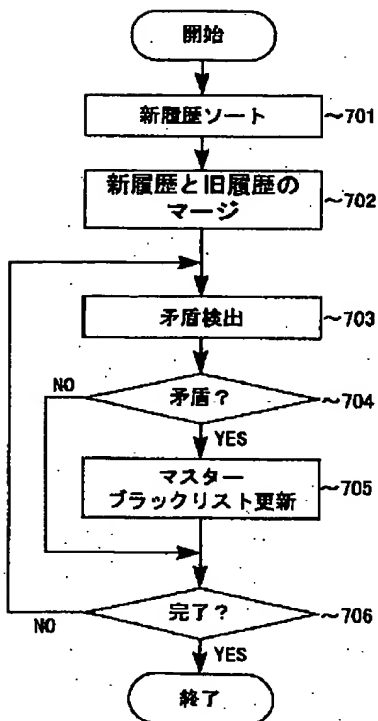 開始
新履歴ソート ~701
新履歴と旧履歴の
マージ ~702
矛盾検出 ~703
NO
矛盾? ~704
YES
マスター
ブラックリスト更新 ~705
完了? ~706
NO
YES
終了